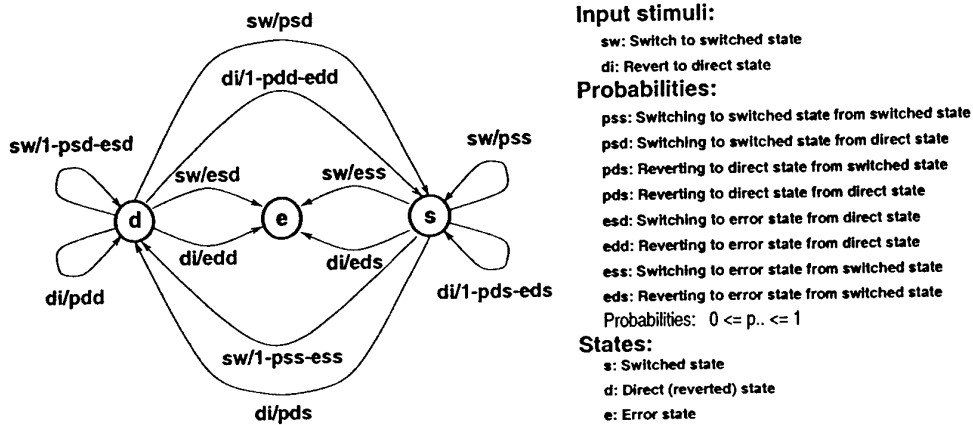 sw/psd
di/1-pdd-edd
sw/1-psd-esd
sw/pss
sw/esd
sw/ess
d
e
s
di/edd
di/eds
di/pdd
di/1-pds-eds
sw/1-pss-ess
di/pds
Input stimuli:
sw: Switch to switched state
di: Revert to direct state
Probabilities:
pss: Switching to switched state from switched state
psd: Switching to switched state from direct state
pds: Reverting to direct state from switched state
pds: Reverting to direct state from direct state
esd: Switching to error state from direct state
edd: Reverting to error state from direct state
ess: Switching to error state from switched state
eds: Reverting to error state from switched state
Probabilities: 0 <= p.. <= 1
States:
s: Switched state
d: Direct (reverted) state
e: Error state